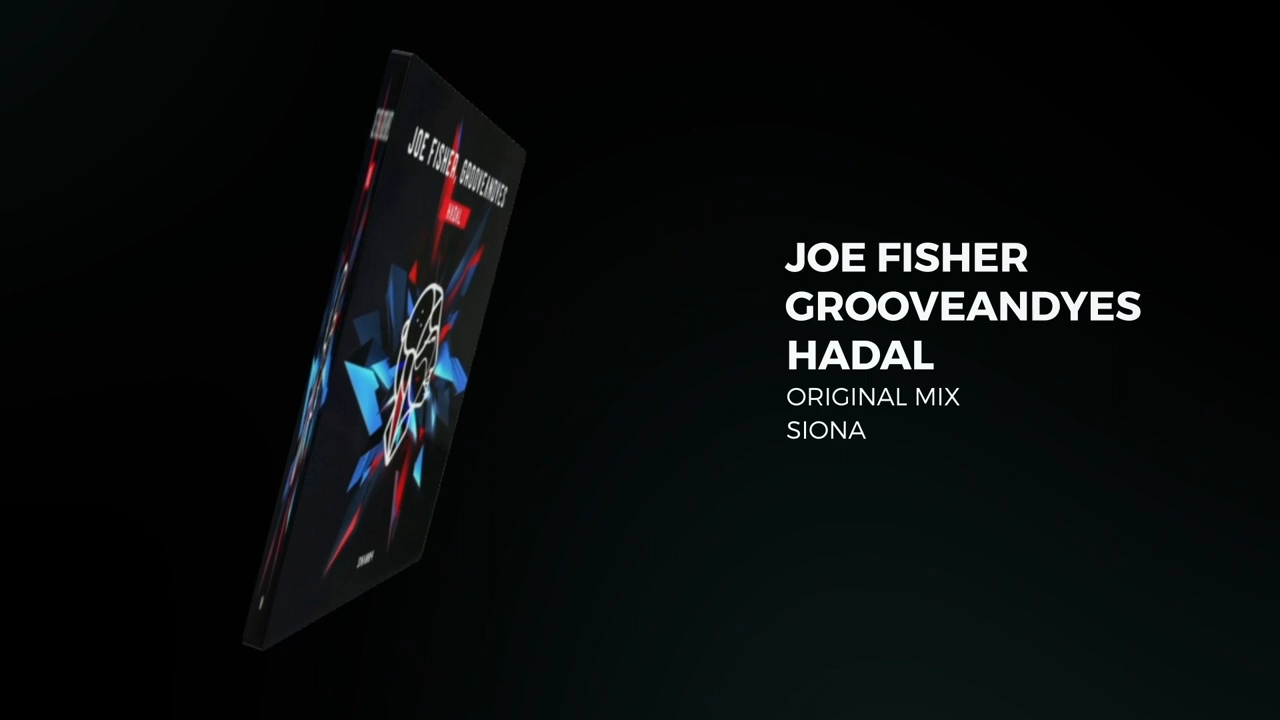 JOE FISHER, GROOVEANDYES
HADAL
JOE FISHER
GROOVEANDYES
HADAL
ORIGINAL MIX
SIONA